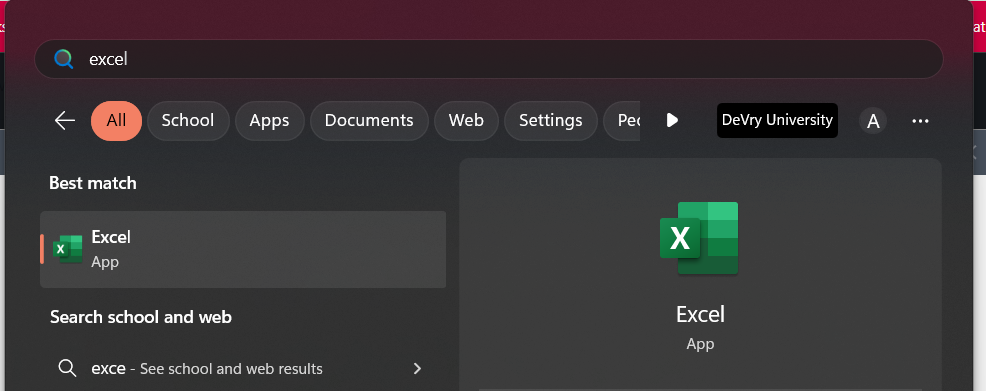 excel
All School Apps Documents Web Settings DeVry University A ...
Best match
Excel
App
Search school and web
exce - See school and web results
X
Excel
App